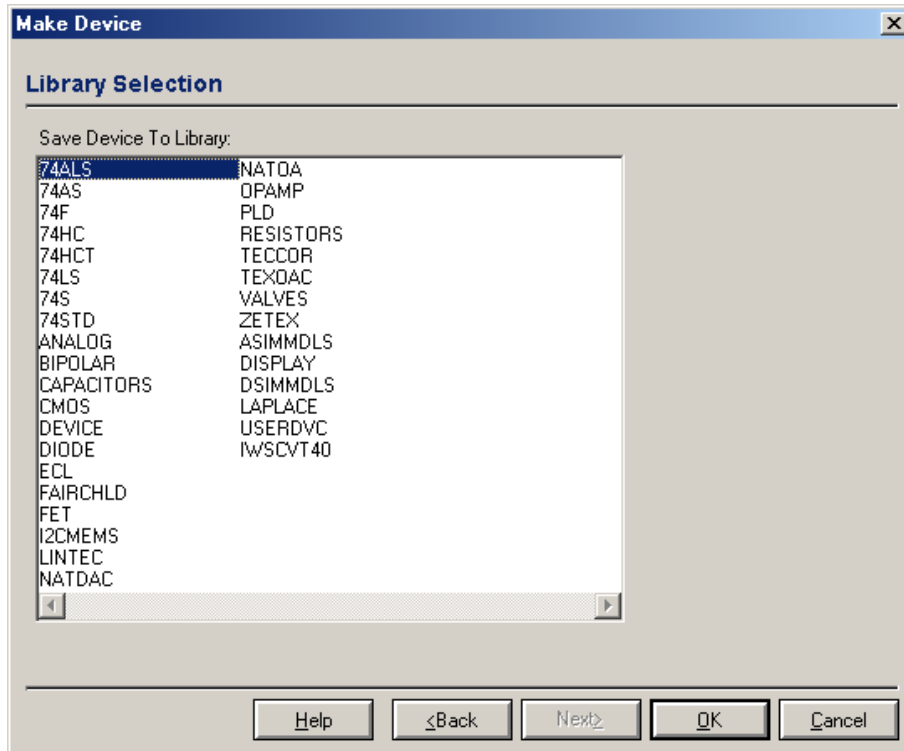 Make Device
Library Selection
Save Device To Library:
74ALS
74AS
74F
74HC
74HCT
74LS
74S
74STD
ANALOG
BIPOLAR
CAPACITORS
CMOS
DEVICE
DIODE
ECL
FAIRCHLD
FET
I2CMEMS
LINTEC
NATDAC
NATOA
OPAMP
PLD
RESISTORS
TECCOR
TEXOAC
VALVES
ZETEX
ASIMMDLS
DISPLAY
DSIMMDLS
LAPLACE
USERDVC
IWSCVT40
Help
<Back
Next>
OK
Cancel